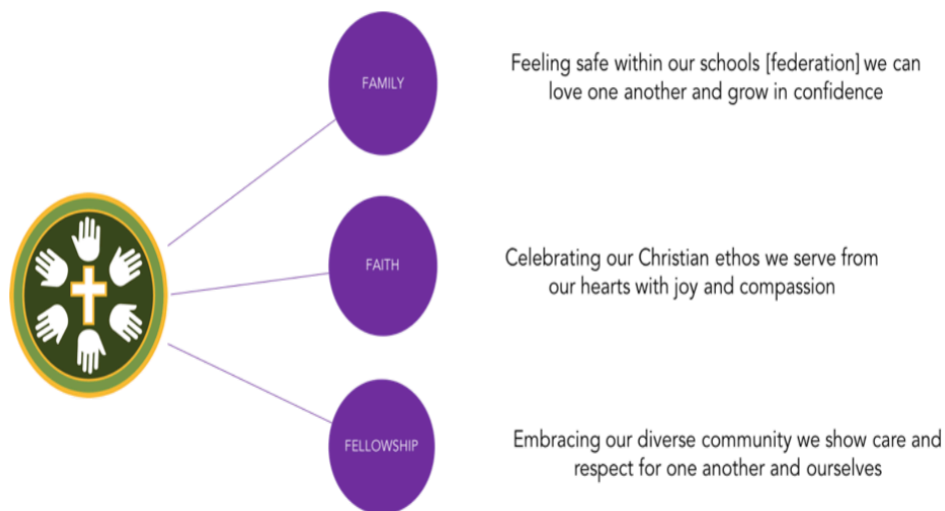 FAMILY
Feeling safe within our schools [federation] we can
love one another and grow in confidence
FAITH
Celebrating our Christian ethos we serve from
our hearts with joy and compassion
FELLOWSHIP
Embracing our diverse community we show care and
respect for one another and ourselves